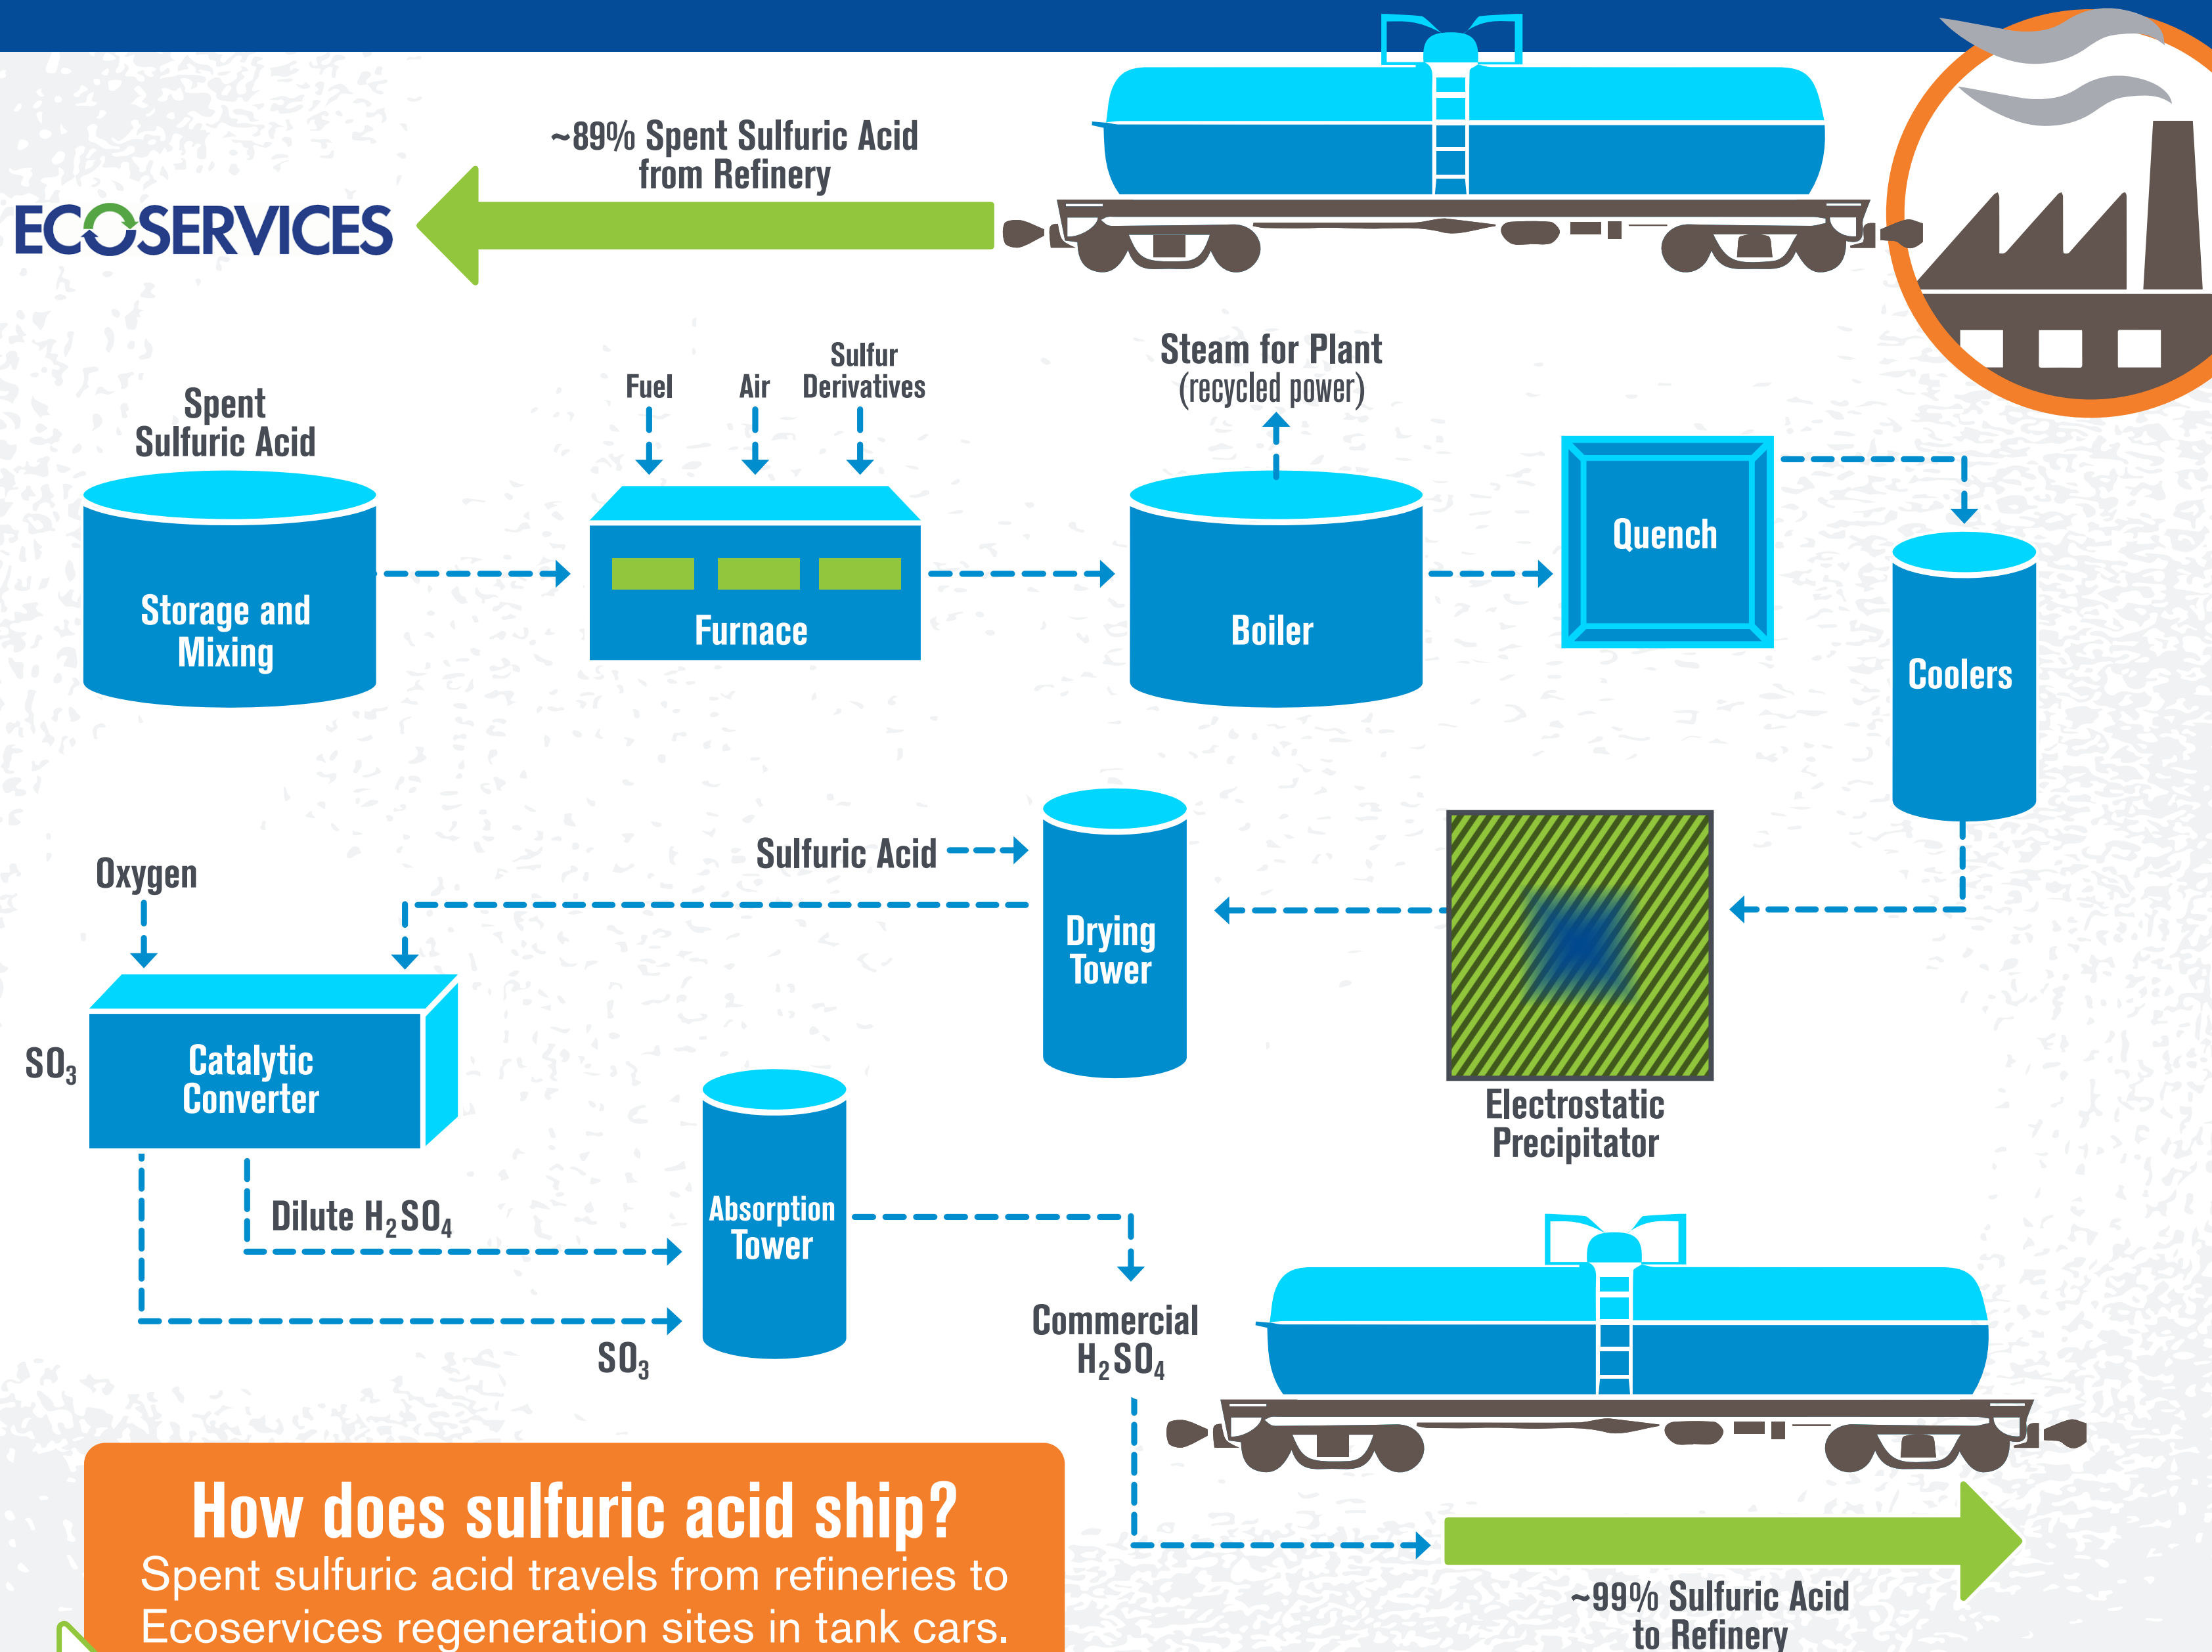 ~89% Spent Sulfuric Acid
from Refinery
ECOSERVICES
Spent
Sulfuric Acid
Fuel
Air
Sulfur
Derivatives
Steam for Plant
(recycled power)
Storage and
Mixing
Furnace
Boiler
Quench
Coolers
Oxygen
Sulfuric Acid
Drying
Tower
Electrostatic
Precipitator
SO₃
Catalytic
Converter
Dilute H₂SO₄
SO₃
Absorption
Tower
Commercial
H₂SO₄
How does sulfuric acid ship?
Spent sulfuric acid travels from refineries to
Ecoservices regeneration sites in tank cars.
~99% Sulfuric Acid
to Refinery